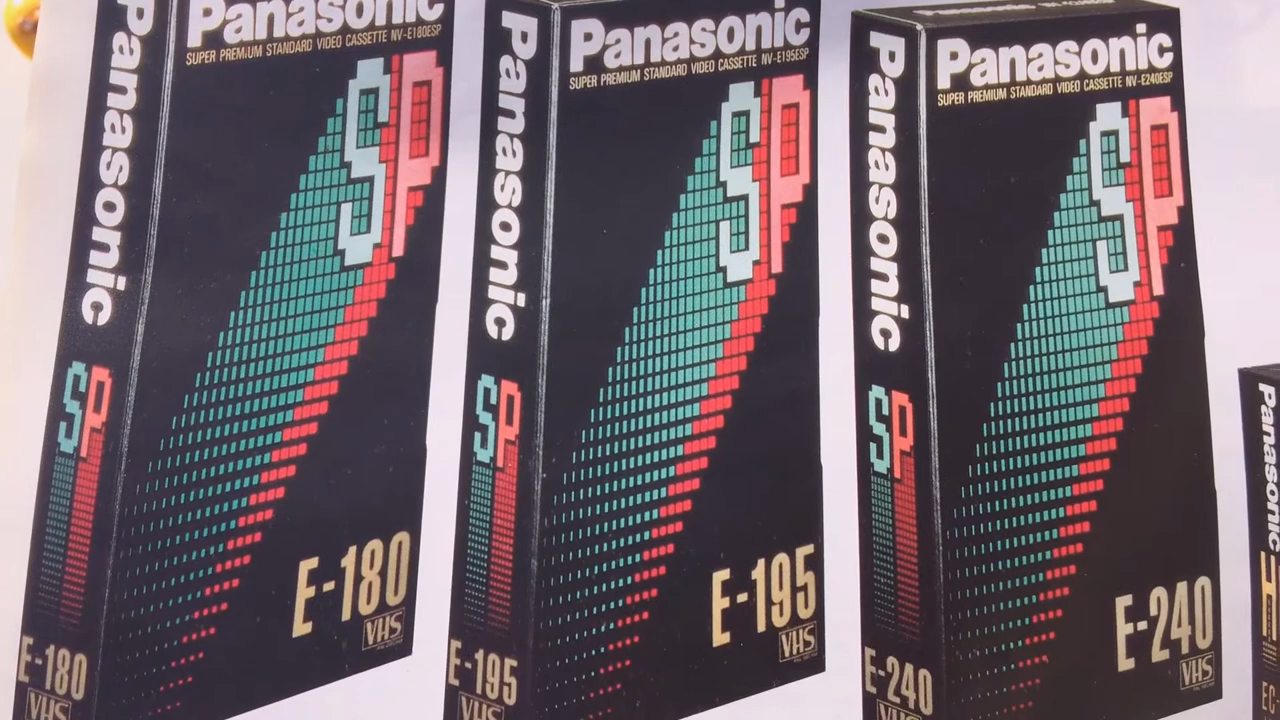 Panasonic
SP
E-180
VHS
Panasonic
SUPER PREMIUM STANDARD VIDEO CASSETTE NV-E180ESP
SP
E-180
VHS
Panasonic
SP
E-195
VHS
Panasonic
SUPER PREMIUM STANDARD VIDEO CASSETTE NV-E195ESP
SP
E-195
VHS
Panasonic
Panasonic
SP
E-240
VHS
Panasonic
SUPER PREMIUM STANDARD VIDEO CASSETTE NV-E240ESP
SP
E-240
VHS
Panasonic